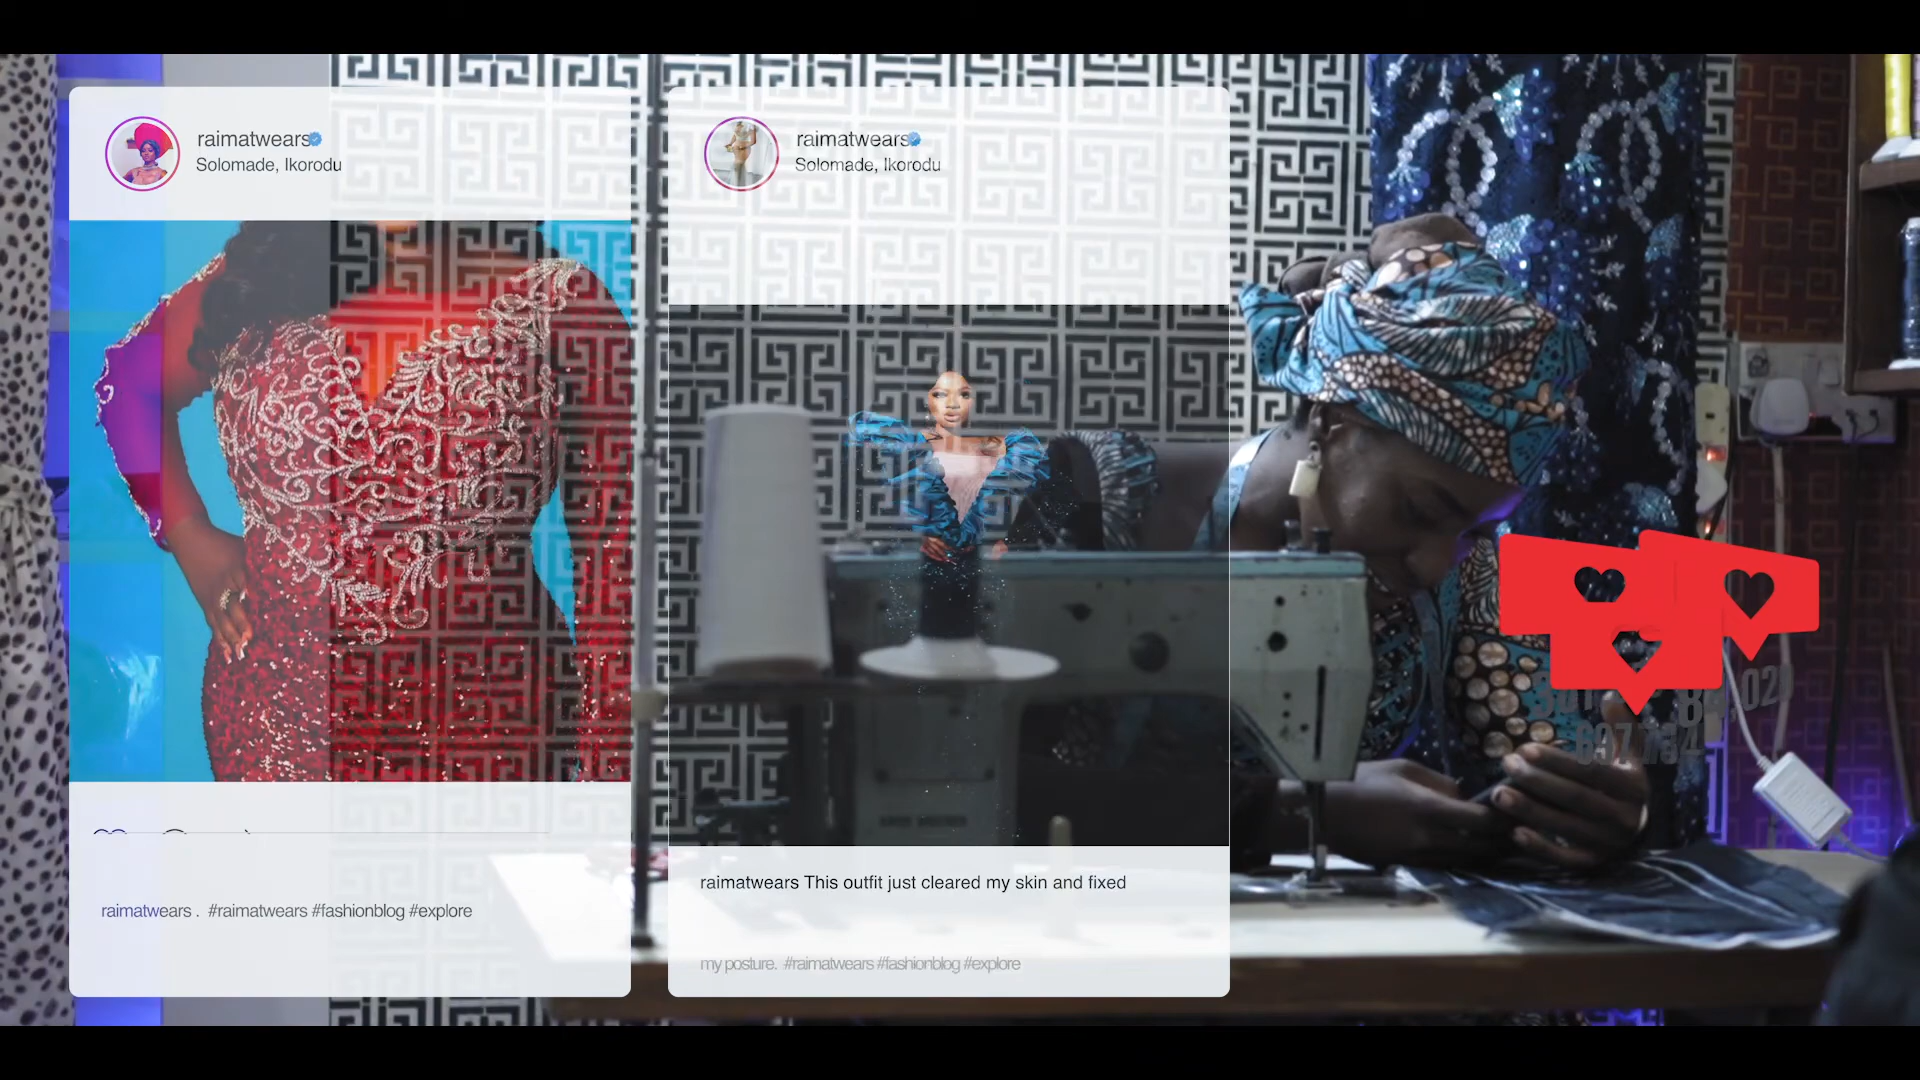 raimatwears
Solomade, Ikorodu
raimatwears . #raimatwears #fashionblog #explore
raimatwears
Solomade, Ikorodu
raimatwears This outfit just cleared my skin and fixed
my posture. #raimatwears #fashionblog #explore